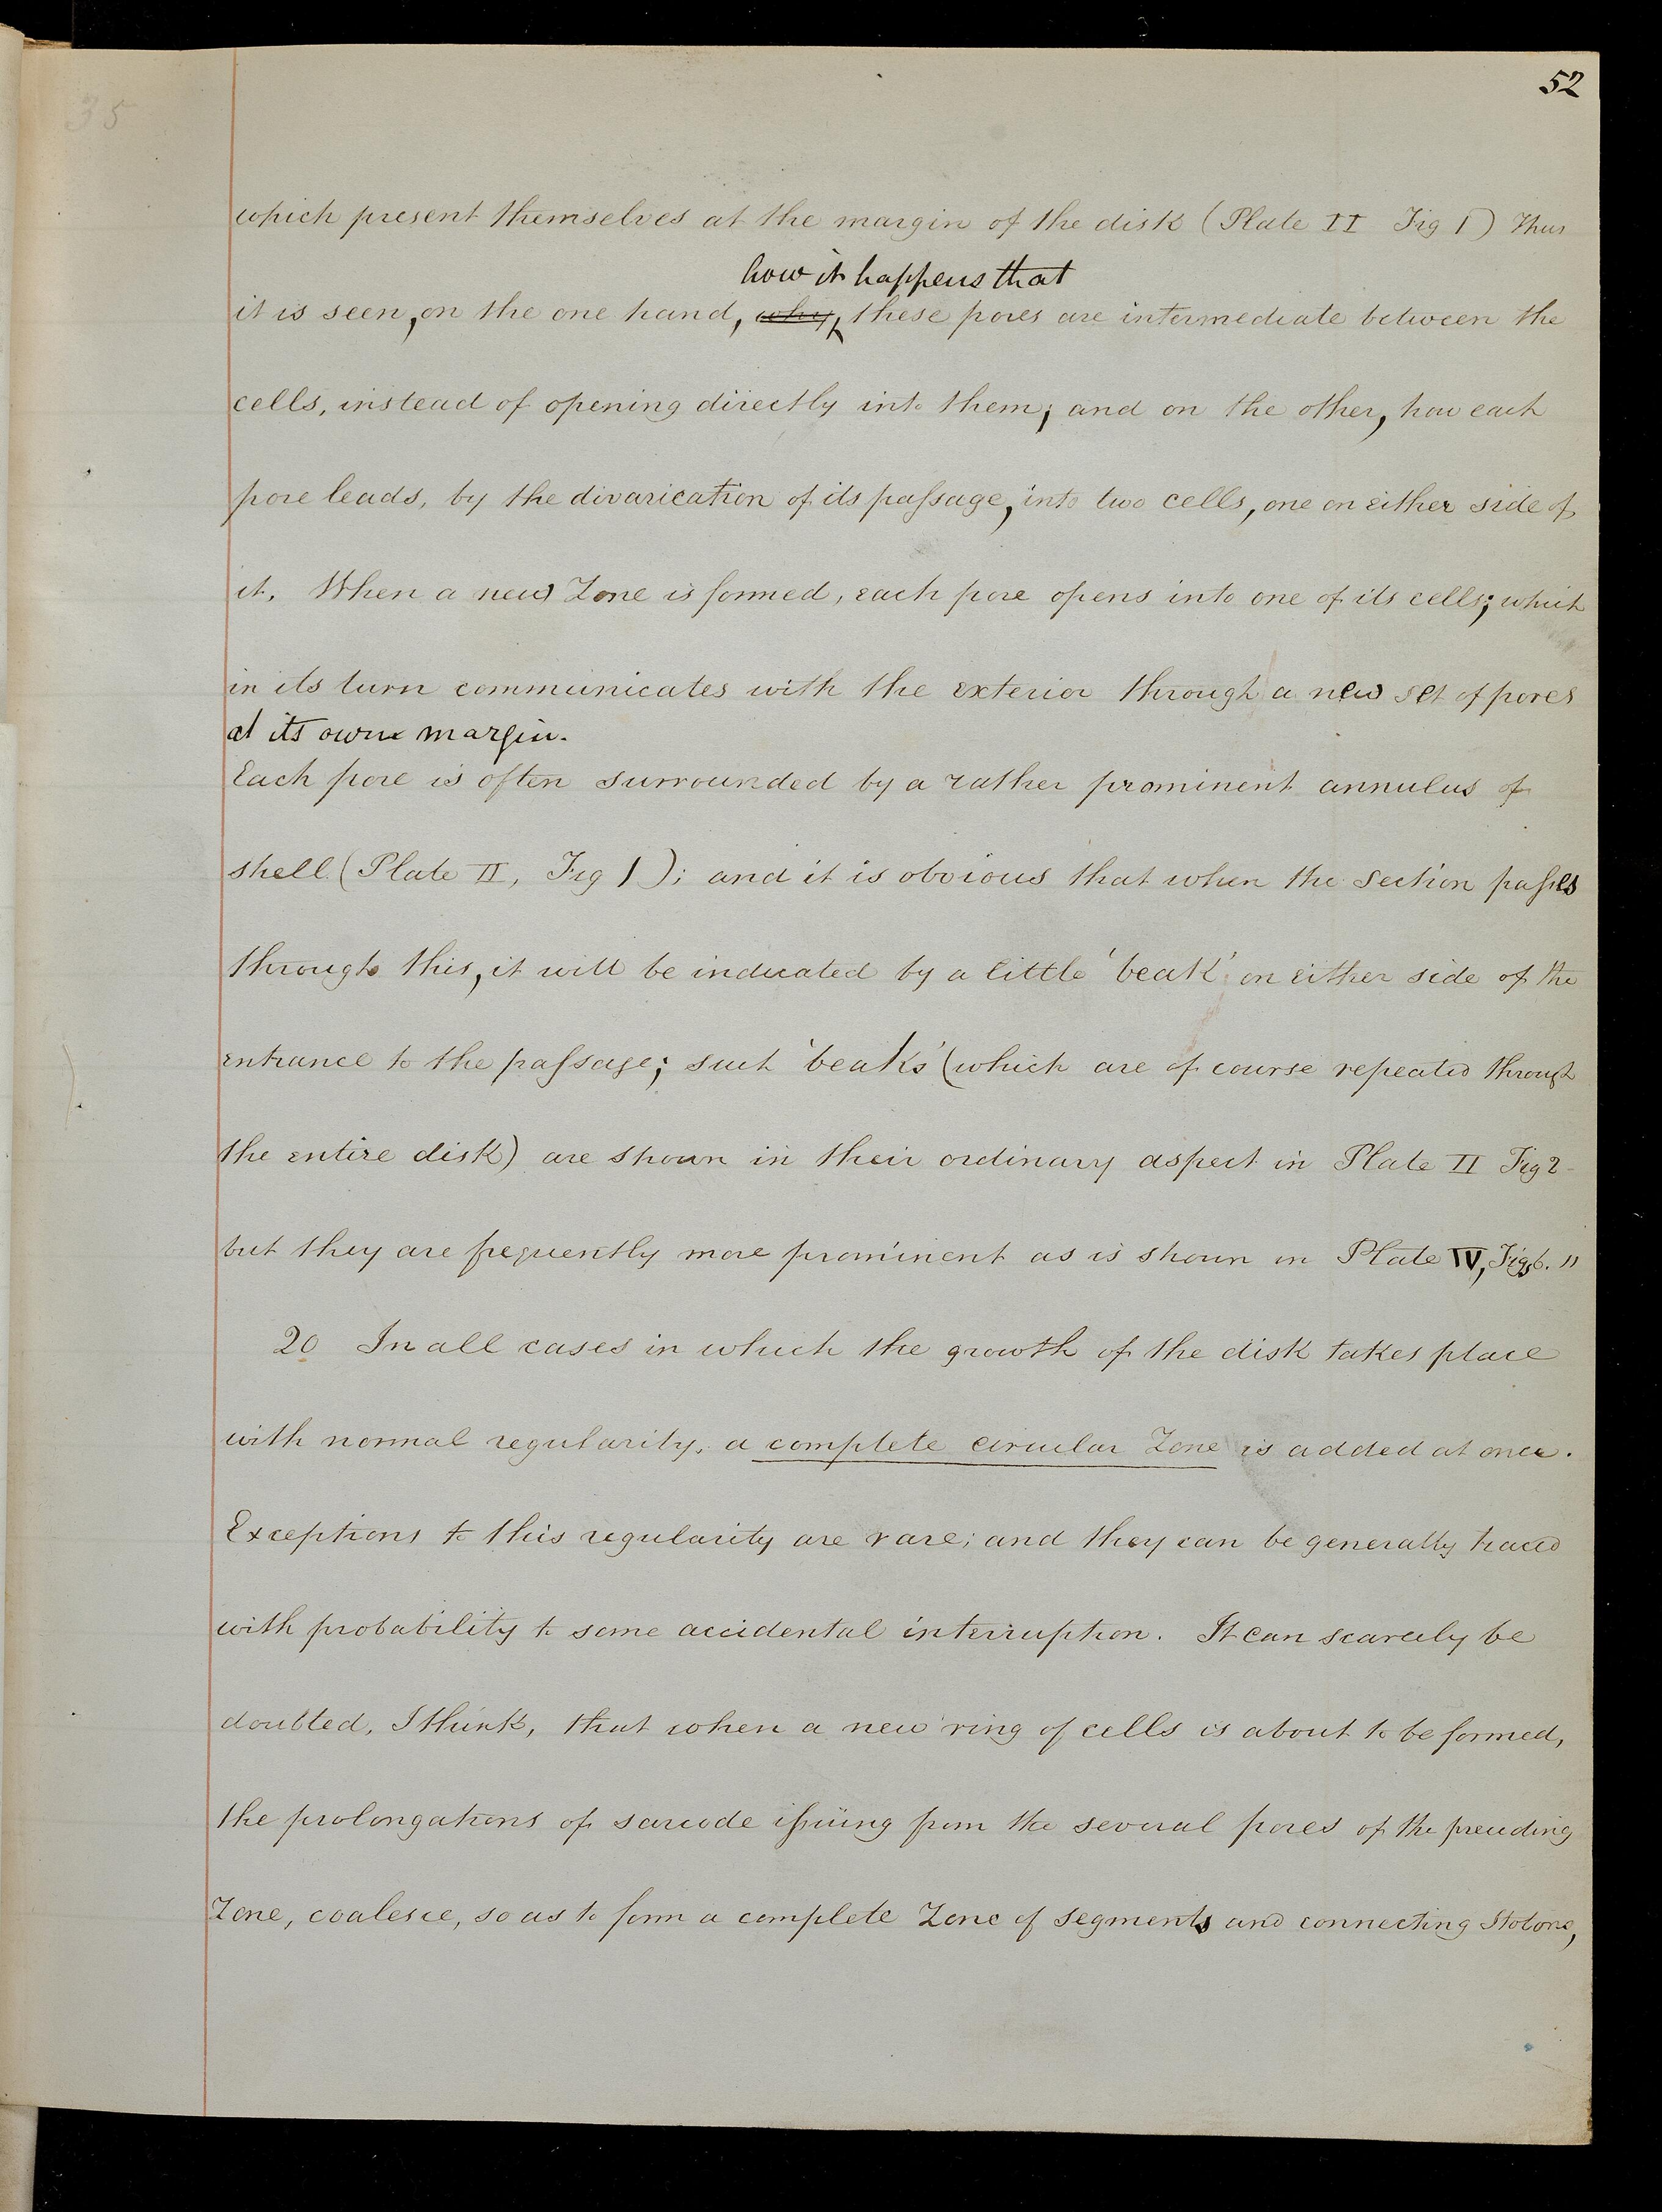 52
35
which present themselves at the margin of the disk (Plate II Fig 1) Thus
how it happens that
it is seen, on the one hand, why, these pores are intermediate between the
cells, instead of opening directly into them; and on the other, how each
pore leads, by the divarication of its paſsage, into two cells, one on either side of
it. When a new Zone is formed, each pore opens into one of its cells; which
in its turn communicates with the exterior through a new set of pores
at its own margin.
Each pore is often surrounded by a rather prominent annulus of
shell (Plate II, Fig 1); and it is obvious that when the section paſses
through this, it will be indicated by a little 'beak' on either side of the
entrance to the paſsage; such 'beaks' (which are of course repeated through
the entire disk) are shown in their ordinary aspect in Plate II Fig 2
but they are frequently more prominent as is shown in Plate IV, Figs 6. 11
20 In all cases in which the growth of the disk takes place
with normal regularity, a complete circular Zone is added at once.
Exceptions to this regularity are rare; and they can be generally traced
with probability to some accidental interruption. It can scarcely be
doubted, I think, that when a new ring of cells is about to be formed,
the prolongations of sarcode iſsuing from the several pores of the preceding
Zone, coalesce, so as to form a complete Zone of segments and connecting Stolons,